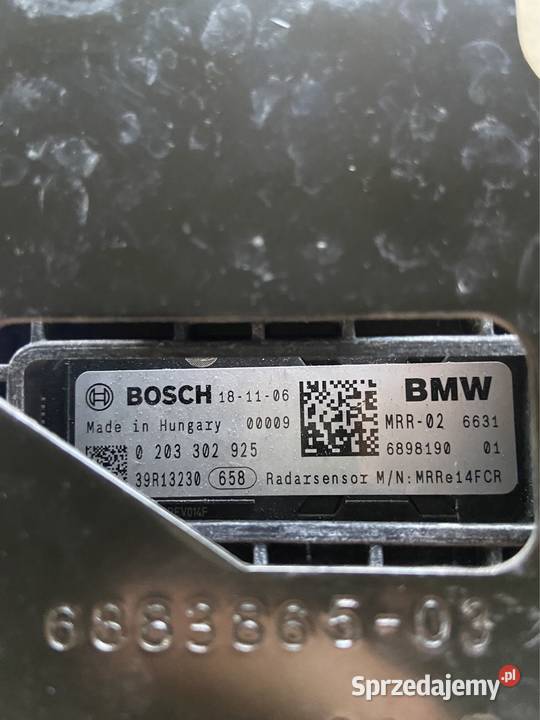 BOSCH 18-11-06 BMW
Made in Hungary 00009 MRR-02 6631
0 203 302 925 6898190 01
39R13230 658 Radarsensor M/N:MRRe14FCR
6883865-03
Sprzedajemy.pl